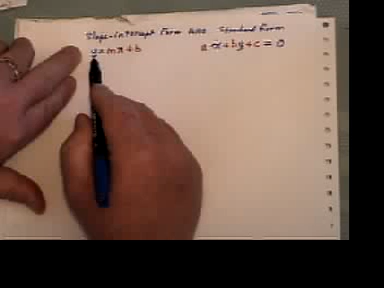 Slope-Intercept Form AND Standard Form
y=mx+b ax+by+c=0